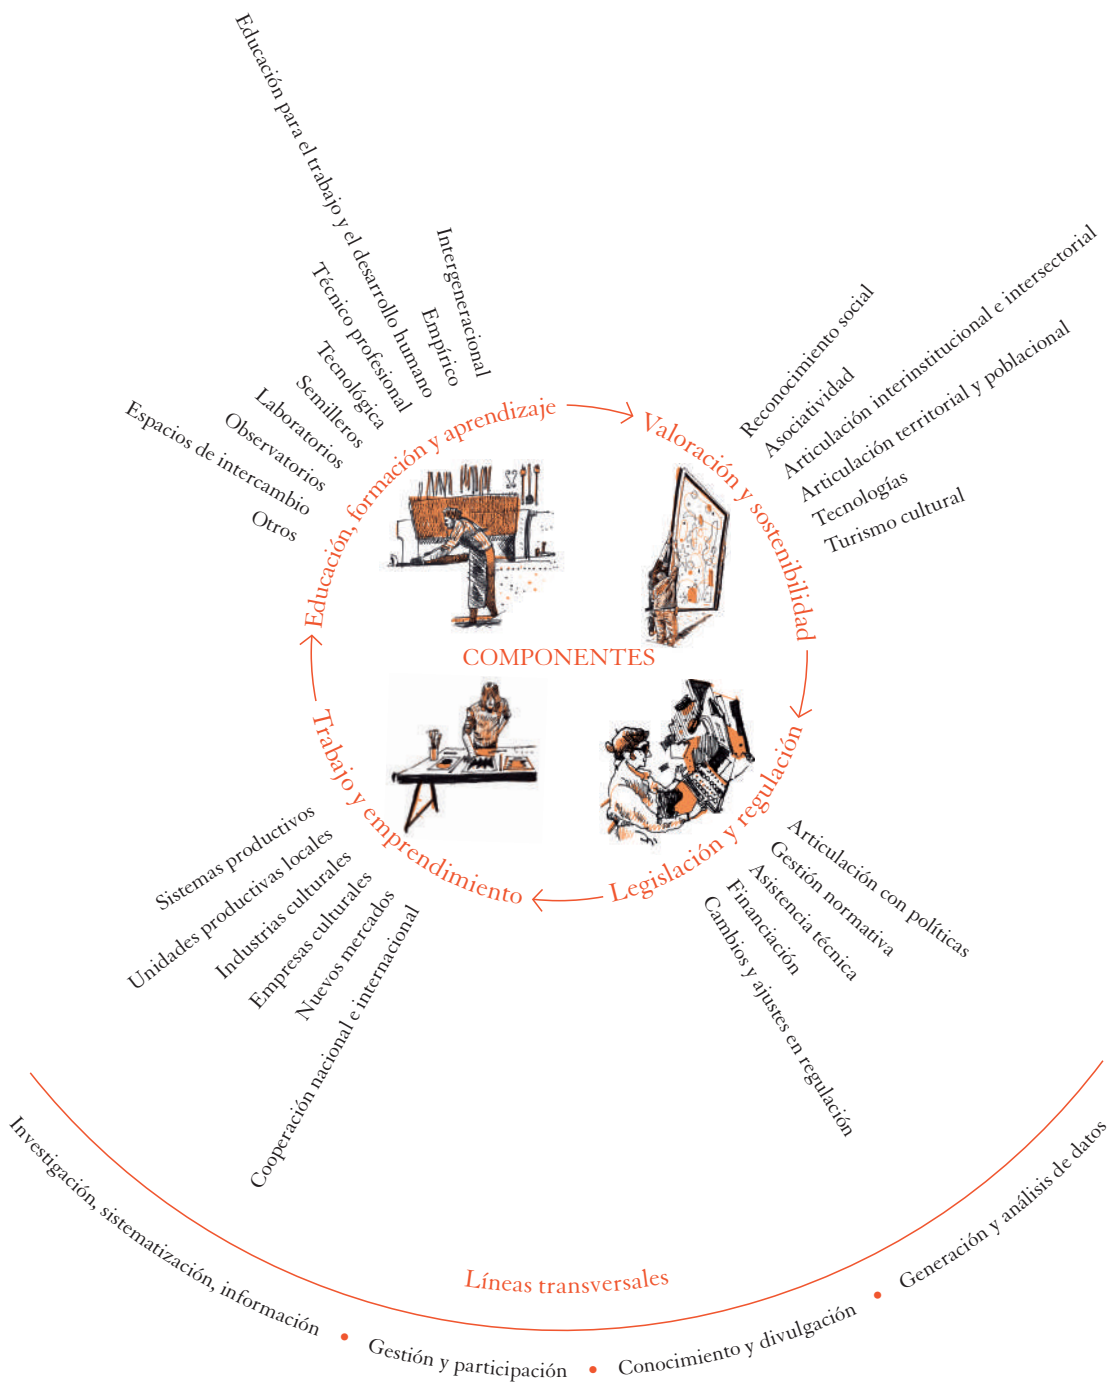 Educación, formación y aprendizaje
Intergeneracional
Empírico
Educación para el trabajo y el desarrollo humano
Técnico profesional
Tecnológica
Semilleros
Laboratorios
Observatorios
Espacios de intercambio
Otros
Valoración y sostenibilidad
Reconocimiento social
Asociatividad
Articulación interinstitucional e intersectorial
Articulación territorial y poblacional
Tecnologías
Turismo cultural
COMPONENTES
Legislación y regulación
Articulación con políticas
Gestión normativa
Asistencia técnica
Financiación
Cambios y ajustes en regulación
Trabajo y emprendimiento
Sistemas productivos
Unidades productivas locales
Industrias culturales
Empresas culturales
Nuevos mercados
Cooperación nacional e internacional
Líneas transversales
Investigación, sistematización, información • Gestión y participación • Conocimiento y divulgación • Generación y análisis de datos